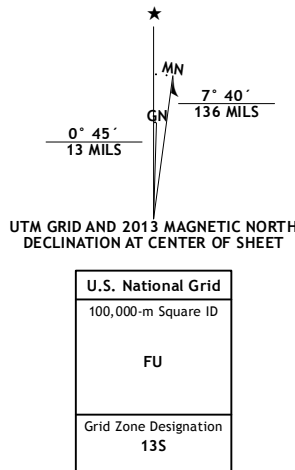 MN
GN
7° 40´
136 MILS
0° 45´
13 MILS
UTM GRID AND 2013 MAGNETIC NORTH
DECLINATION AT CENTER OF SHEET
U.S. National Grid
100,000-m Square ID
FU
Grid Zone Designation
13S